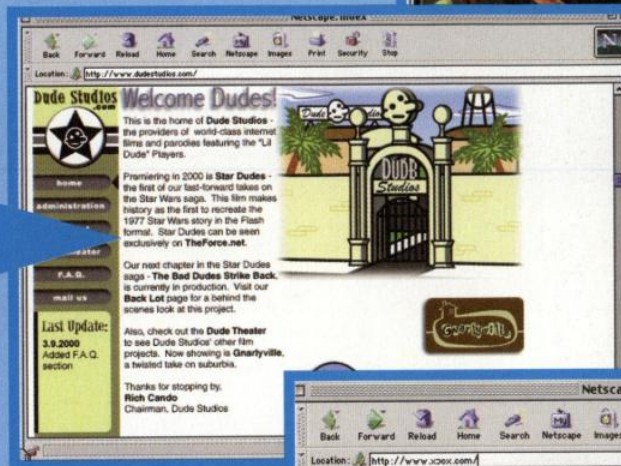 Netscape: Index
Back Forward Reload Home Search Netscape Images Print Security Stop
N
Location: http://www.dudestudios.com/
Dude Studios
.com
home
administration
theater
F.A.Q.
mail us
Last Update:
3.9.2000
Added F.A.Q.
section
Welcome Dudes!
This is the home of Dude Studios -
the providers of world-class internet
films and parodies featuring the "Lil
Dude" Players.
Premiering in 2000 is Star Dudes -
the first of our fast-forward takes on
the Star Wars saga. This film makes
history as the first to recreate the
1977 Star Wars story in the Flash
format. Star Dudes can be seen
exclusively on TheForce.net.
Our next chapter in the Star Dudes
saga - The Bad Dudes Strike Back,
is currently in production. Visit our
Back Lot page for a behind the
scenes look at this project.
Also, check out the Dude Theater
to see Dude Studios' other film
projects. Now showing is Gnarlyville,
a twisted take on suburbia.
Thanks for stopping by,
Rich Cando
Chairman, Dude Studios
Dude Studios
DUDE
Studios
Gnarlyville
Netsca
Back Forward Reload Home Search Netscape Images
Location: http://www.xoox.com/